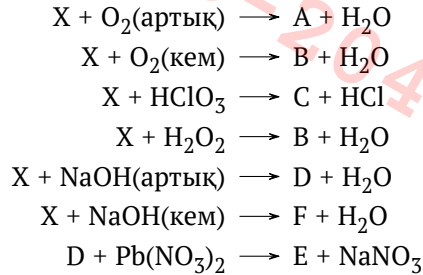 X + O₂(артық) ⟶ A + H₂O
X + O₂(кем) ⟶ B + H₂O
X + HClO₃ ⟶ C + HCl
X + H₂O₂ ⟶ B + H₂O
X + NaOH(артық) ⟶ D + H₂O
X + NaOH(кем) ⟶ F + H₂O
D + Pb(NO₃)₂ ⟶ E + NaNO₃